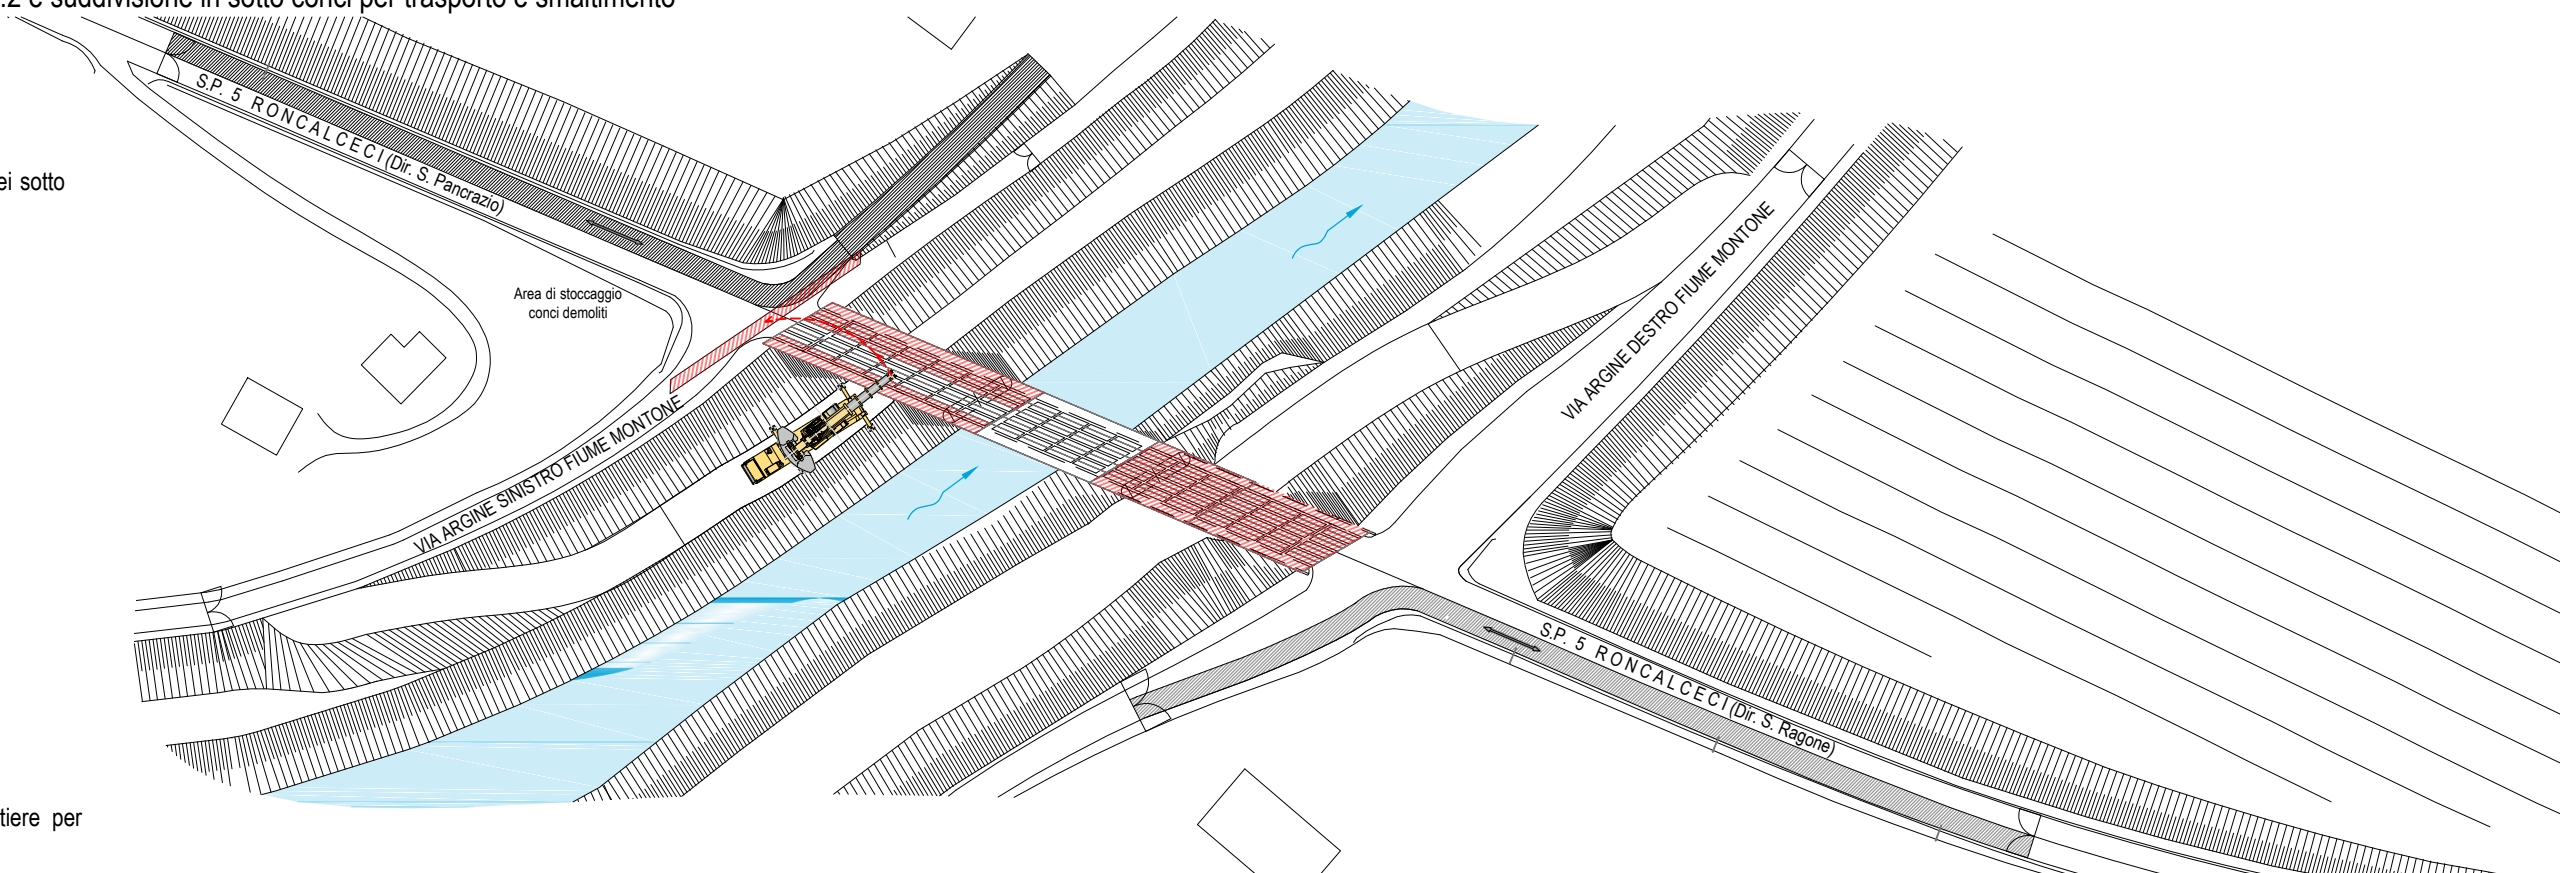 .2 e suddivisione in sotto conci per trasporto e smaltimento
S.P. 5 RONCALCECI (Dir. S. Pancrazio)
ei sotto
VIA ARGINE DESTRO FIUME MONTONE
Area di stoccaggio
conci demoliti
VIA ARGINE SINISTRO FIUME MONTONE
S.P. 5 RONCALCECI (Dir. S. Ragone)
tiere per